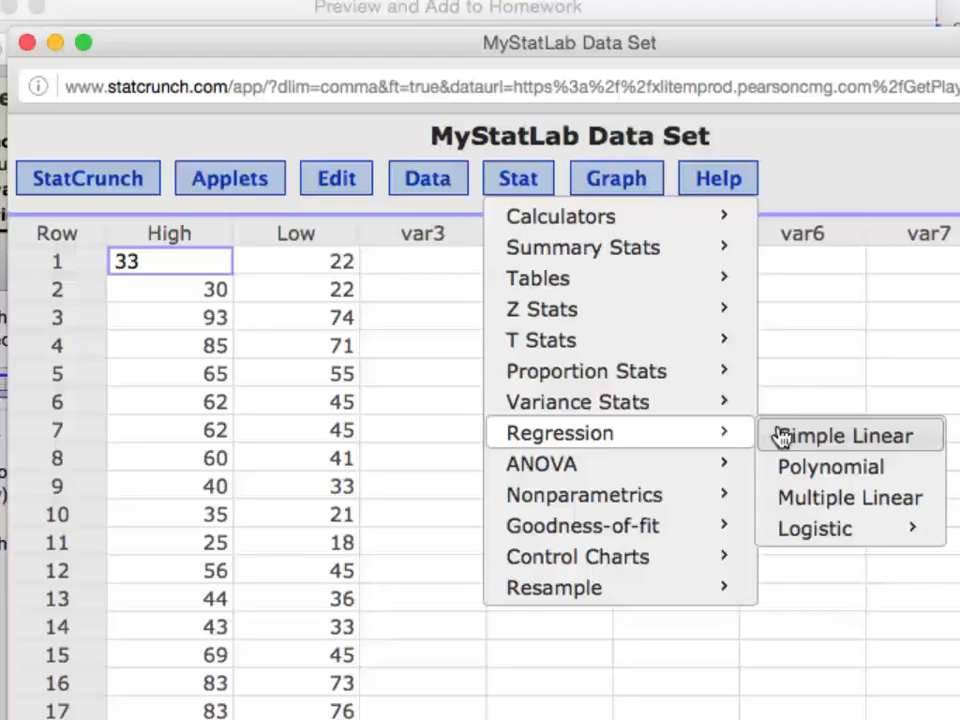 Preview and Add to Homework
MyStatLab Data Set
www.statcrunch.com/app/?dlim=comma&ft=true&dataurl=https%3a%2f%2fxlitemprod.pearsoncmg.com%2fGetPlay
MyStatLab Data Set
StatCrunch Applets Edit Data Stat Graph Help
Row High Low var3 var6 var7
1 33 22
2 30 22
3 93 74
4 85 71
5 65 55
6 62 45
7 62 45
8 60 41
9 40 33
10 35 21
11 25 18
12 56 45
13 44 36
14 43 33
15 69 45
16 83 73
17 83 76
Calculators
Summary Stats
Tables
Z Stats
T Stats
Proportion Stats
Variance Stats
Regression
ANOVA
Nonparametrics
Goodness-of-fit
Control Charts
Resample
Simple Linear
Polynomial
Multiple Linear
Logistic